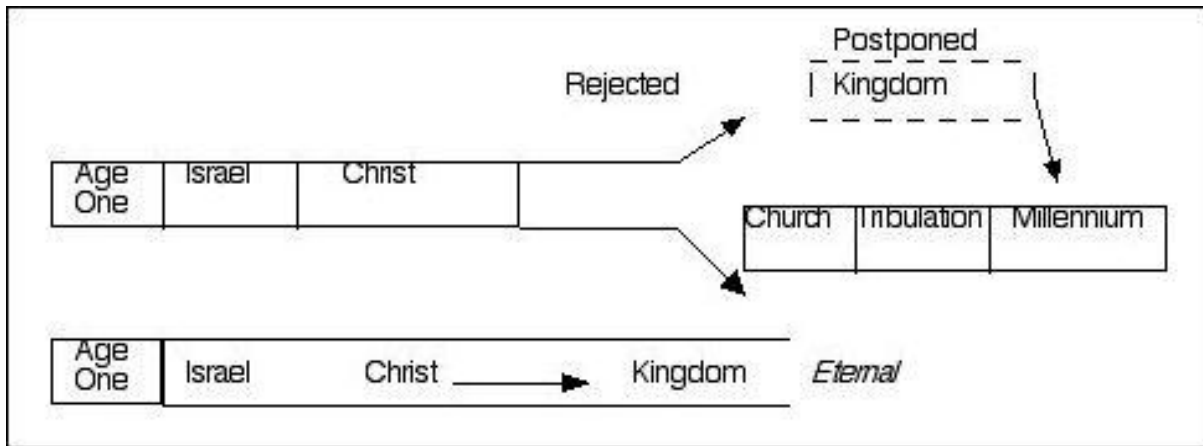 Postponed
Rejected Kingdom
Age One Israel Christ
Church Tribulation Millennium
Age One Israel Christ Kingdom Eternal